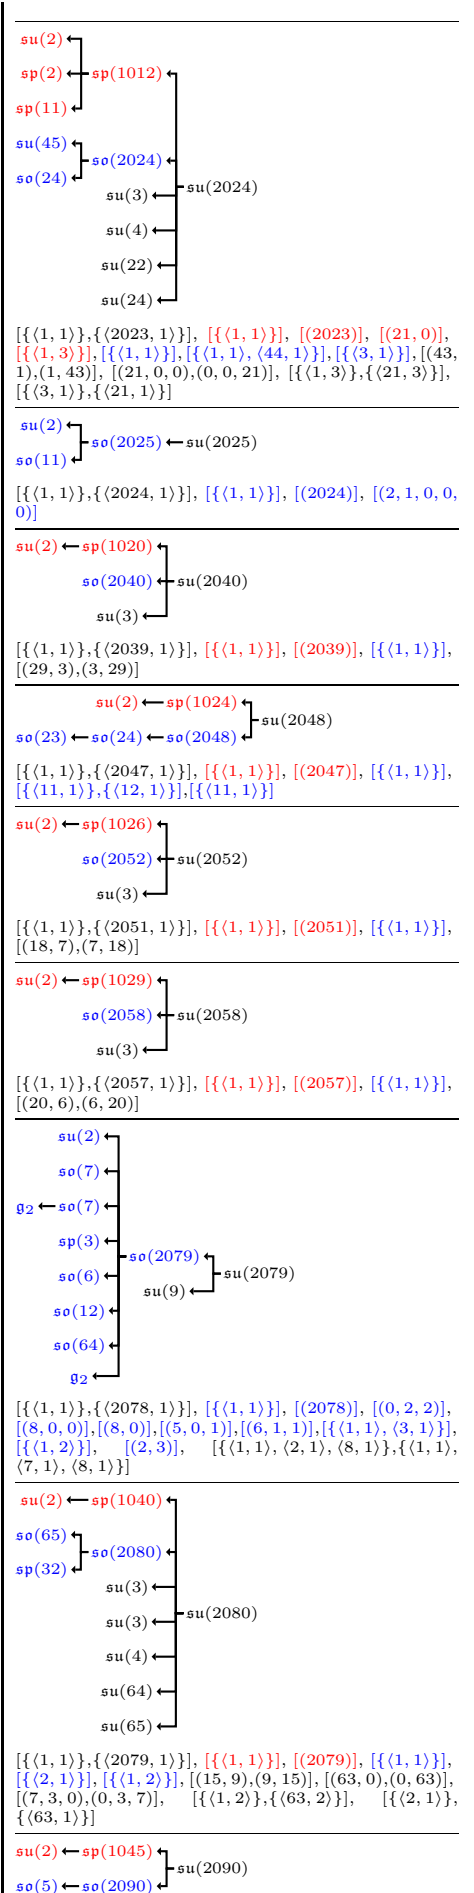 𝔰𝔲(2)
𝔰𝔭(2) 𝔰𝔭(1012)
𝔰𝔭(11)
𝔰𝔲(45)
𝔰𝔬(2024)
𝔰𝔬(24)
𝔰𝔲(2024)
𝔰𝔲(3)
𝔰𝔲(4)
𝔰𝔲(22)
𝔰𝔲(24)
[{⟨1, 1⟩},{⟨2023, 1⟩}], [{⟨1, 1⟩}], [(2023)], [(21, 0)],
[{⟨1, 3⟩}],[{⟨1, 1⟩}],[{⟨1, 1⟩, ⟨44, 1⟩}],[{⟨3, 1⟩}],[(43,
1),(1, 43)], [(21, 0, 0),(0, 0, 21)], [{⟨1, 3⟩},{⟨21, 3⟩}],
[{⟨3, 1⟩},{⟨21, 1⟩}]
𝔰𝔲(2)
𝔰𝔬(2025) 𝔰𝔲(2025)
𝔰𝔬(11)
[{⟨1, 1⟩},{⟨2024, 1⟩}], [{⟨1, 1⟩}], [(2024)], [(2, 1, 0, 0,
0)]
𝔰𝔲(2) 𝔰𝔭(1020)
𝔰𝔬(2040) 𝔰𝔲(2040)
𝔰𝔲(3)
[{⟨1, 1⟩},{⟨2039, 1⟩}], [{⟨1, 1⟩}], [(2039)], [{⟨1, 1⟩}],
[(29, 3),(3, 29)]
𝔰𝔲(2) 𝔰𝔭(1024)
𝔰𝔲(2048)
𝔰𝔬(23) 𝔰𝔬(24) 𝔰𝔬(2048)
[{⟨1, 1⟩},{⟨2047, 1⟩}], [{⟨1, 1⟩}], [(2047)], [{⟨1, 1⟩}],
[{⟨11, 1⟩},{⟨12, 1⟩}],[{⟨11, 1⟩}]
𝔰𝔲(2) 𝔰𝔭(1026)
𝔰𝔬(2052) 𝔰𝔲(2052)
𝔰𝔲(3)
[{⟨1, 1⟩},{⟨2051, 1⟩}], [{⟨1, 1⟩}], [(2051)], [{⟨1, 1⟩}],
[(18, 7),(7, 18)]
𝔰𝔲(2) 𝔰𝔭(1029)
𝔰𝔬(2058) 𝔰𝔲(2058)
𝔰𝔲(3)
[{⟨1, 1⟩},{⟨2057, 1⟩}], [{⟨1, 1⟩}], [(2057)], [{⟨1, 1⟩}],
[(20, 6),(6, 20)]
𝔰𝔲(2)
𝔰𝔬(7)
𝔤₂ 𝔰𝔬(7)
𝔰𝔭(3)
𝔰𝔬(2079)
𝔰𝔲(2079)
𝔰𝔬(6) 𝔰𝔲(9)
𝔰𝔬(12)
𝔰𝔬(64)
𝔤₂
[{⟨1, 1⟩},{⟨2078, 1⟩}], [{⟨1, 1⟩}], [(2078)], [(0, 2, 2)],
[(8, 0, 0)],[(8, 0)],[(5, 0, 1)],[(6, 1, 1)],[{⟨1, 1⟩, ⟨3, 1⟩}],
[{⟨1, 2⟩}], [(2, 3)], [{⟨1, 1⟩, ⟨2, 1⟩, ⟨8, 1⟩},{⟨1, 1⟩,
⟨7, 1⟩, ⟨8, 1⟩}]
𝔰𝔲(2) 𝔰𝔭(1040)
𝔰𝔬(65)
𝔰𝔬(2080)
𝔰𝔭(32)
𝔰𝔲(3)
𝔰𝔲(2080)
𝔰𝔲(3)
𝔰𝔲(4)
𝔰𝔲(64)
𝔰𝔲(65)
[{⟨1, 1⟩},{⟨2079, 1⟩}], [{⟨1, 1⟩}], [(2079)], [{⟨1, 1⟩}],
[{⟨2, 1⟩}], [{⟨1, 2⟩}], [(15, 9),(9, 15)], [(63, 0),(0, 63)],
[(7, 3, 0),(0, 3, 7)], [{⟨1, 2⟩},{⟨63, 2⟩}], [{⟨2, 1⟩},
{⟨63, 1⟩}]
𝔰𝔲(2) 𝔰𝔭(1045)
𝔰𝔲(2090)
𝔰𝔬(5) 𝔰𝔬(2090)